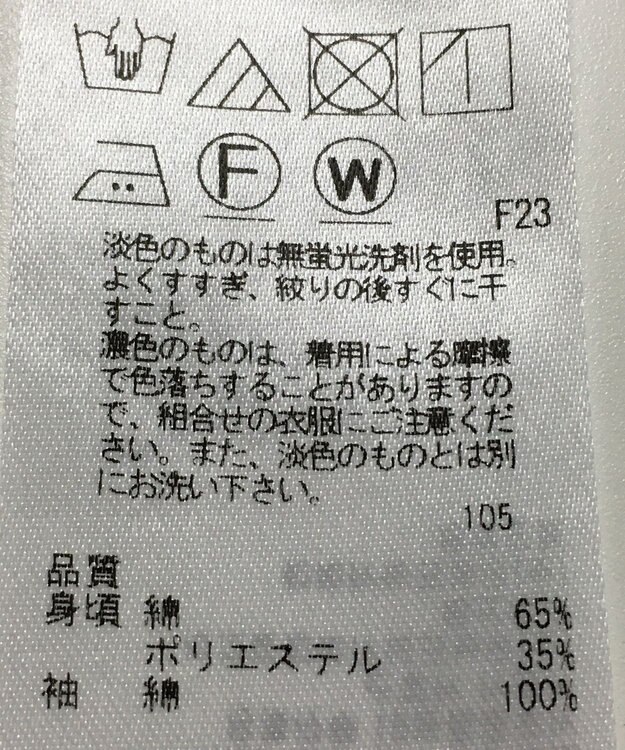 F W
F23
淡色のものは無蛍光洗剤を使用。
よくすすぎ、絞りの後すぐに干
すこと。
濃色のものは、着用による摩擦
で色落ちすることがありますの
で、組合せの衣服にご注意くだ
さい。また、淡色のものとは別
にお洗い下さい。
105
品質
身頃 綿 65%
ポリエステル 35%
袖 綿 100%